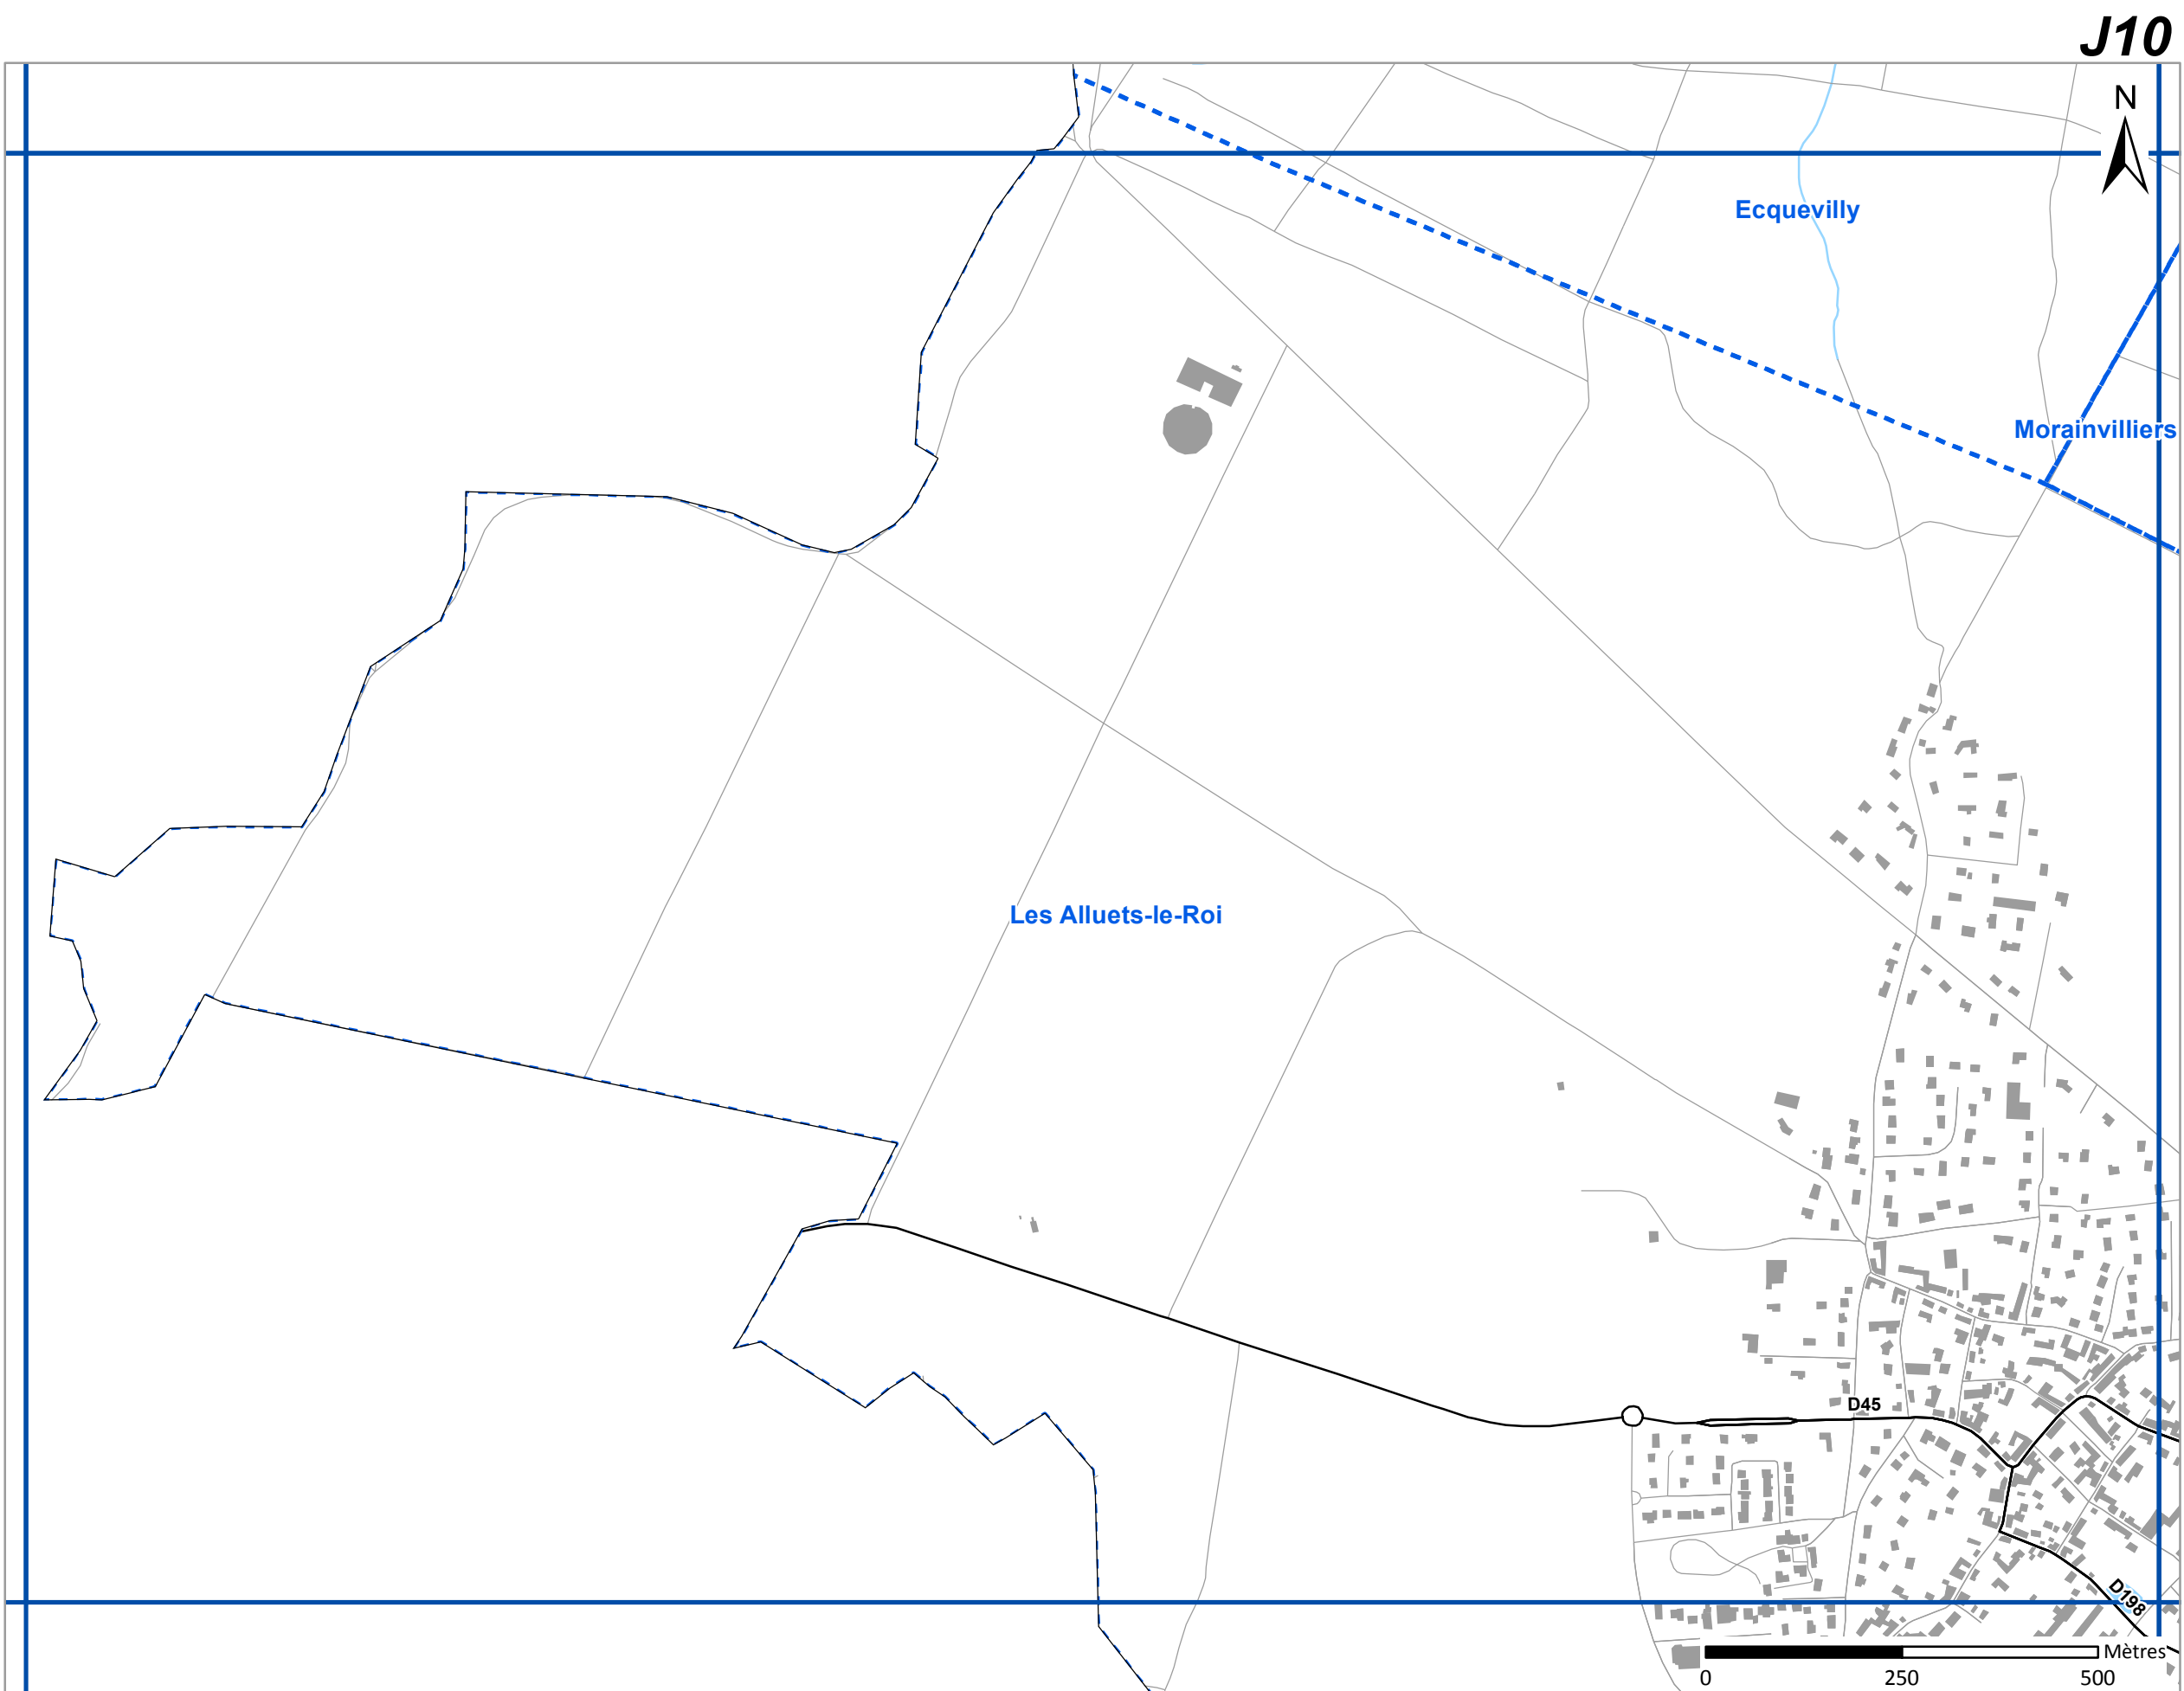 J10
N
Ecquevilly
Morainvilliers
Les Alluets-le-Roi
D45
D198
Mètres
0 250 500